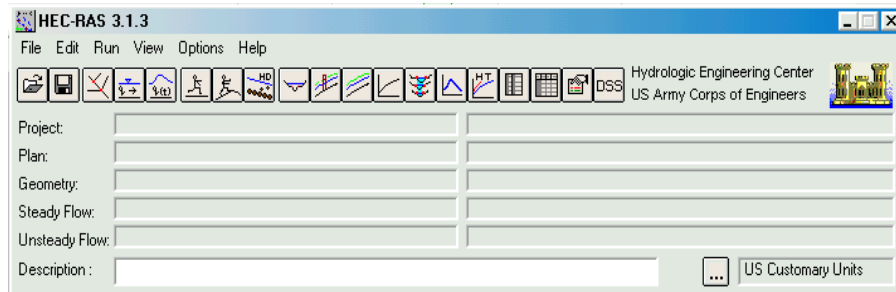 HEC-RAS 3.1.3
File Edit Run View Options Help
HD HT DSS
Hydrologic Engineering Center
US Army Corps of Engineers
Project:
Plan:
Geometry:
Steady Flow:
Unsteady Flow:
Description :
... US Customary Units